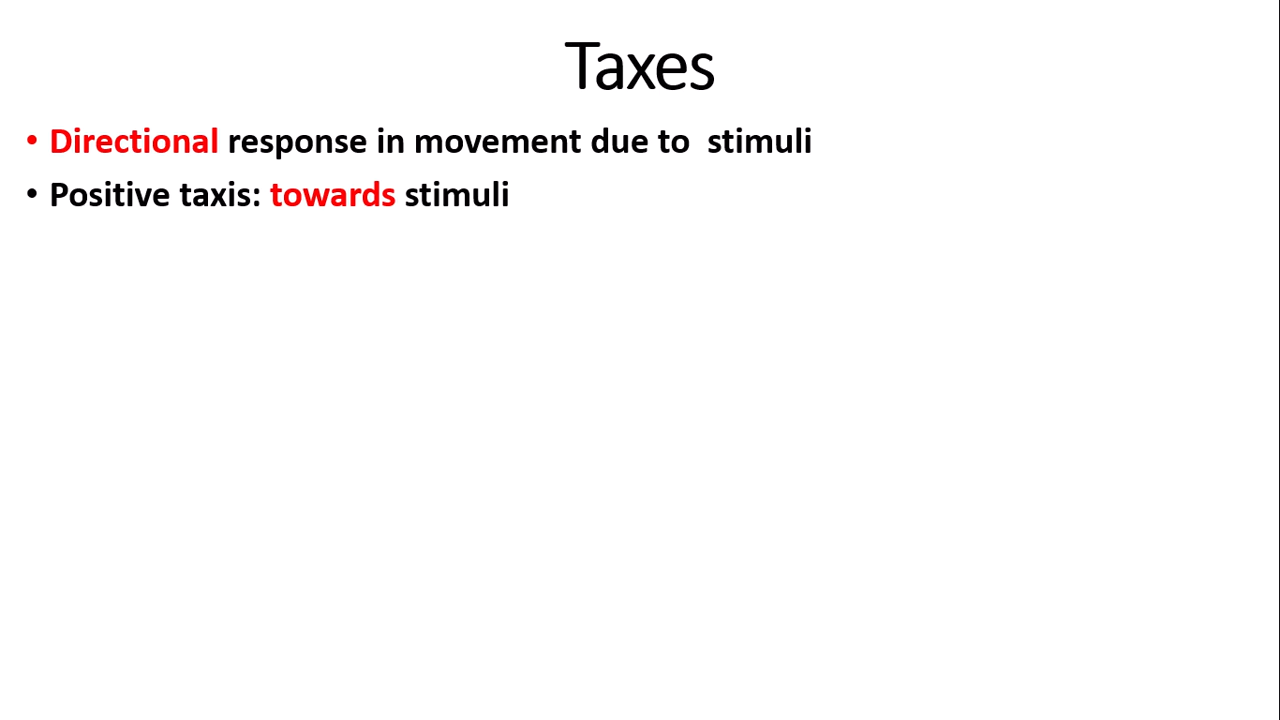 Taxes
• Directional response in movement due to  stimuli
• Positive taxis: towards stimuli